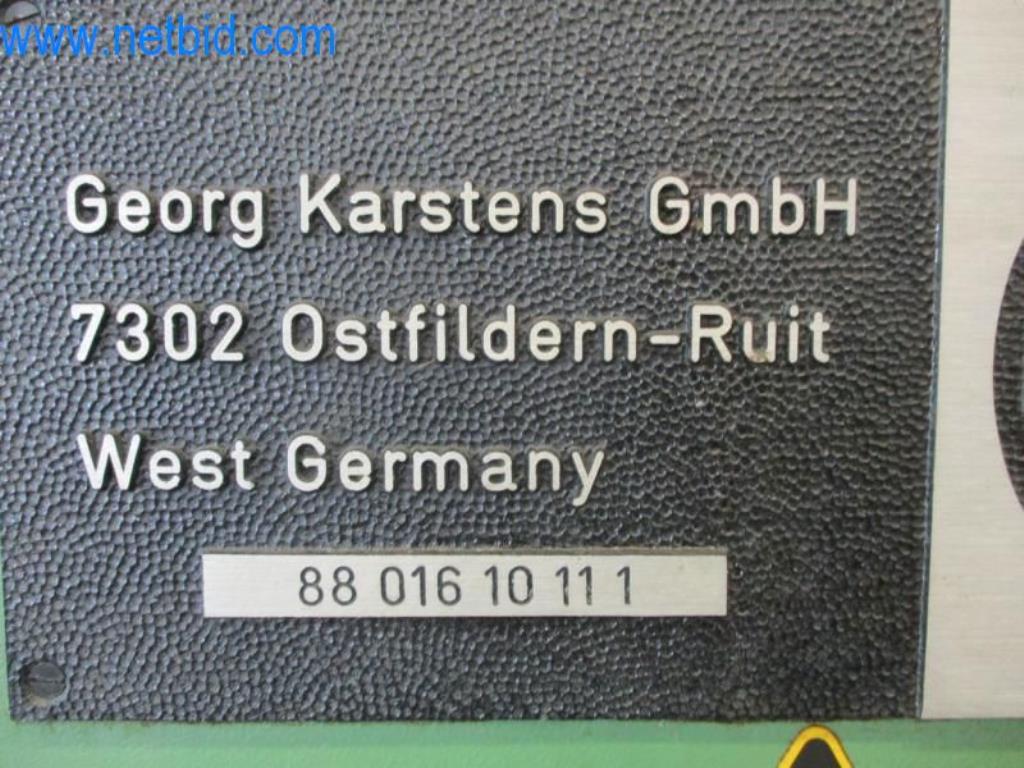 www.netbid.com
Georg Karstens GmbH
7302 Ostfildern-Ruit
West Germany
88 016 10 11 1